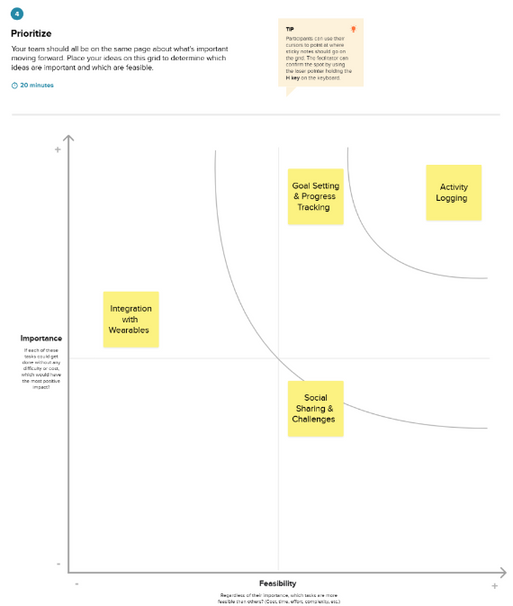 4
Prioritize
Your team should all be on the same page about what's important
moving forward. Place your ideas on this grid to determine which
ideas are important and which are feasible.
20 minutes
TIP
Participants can use their
cursors to point at where
sticky notes should go on
the grid. The facilitator can
confirm the spot by using
the laser pointer holding the
H key on the keyboard.
+
Goal Setting
& Progress
Tracking
Activity
Logging
Integration
with
Wearables
Importance
If each of these
tasks could get
done without any
difficulty or cost,
which would have
the most positive
impact?
Social
Sharing &
Challenges
-
-
Feasibility
+
Regardless of their importance, which tasks are more
feasible than others? (Cost, time, effort, complexity, etc.)